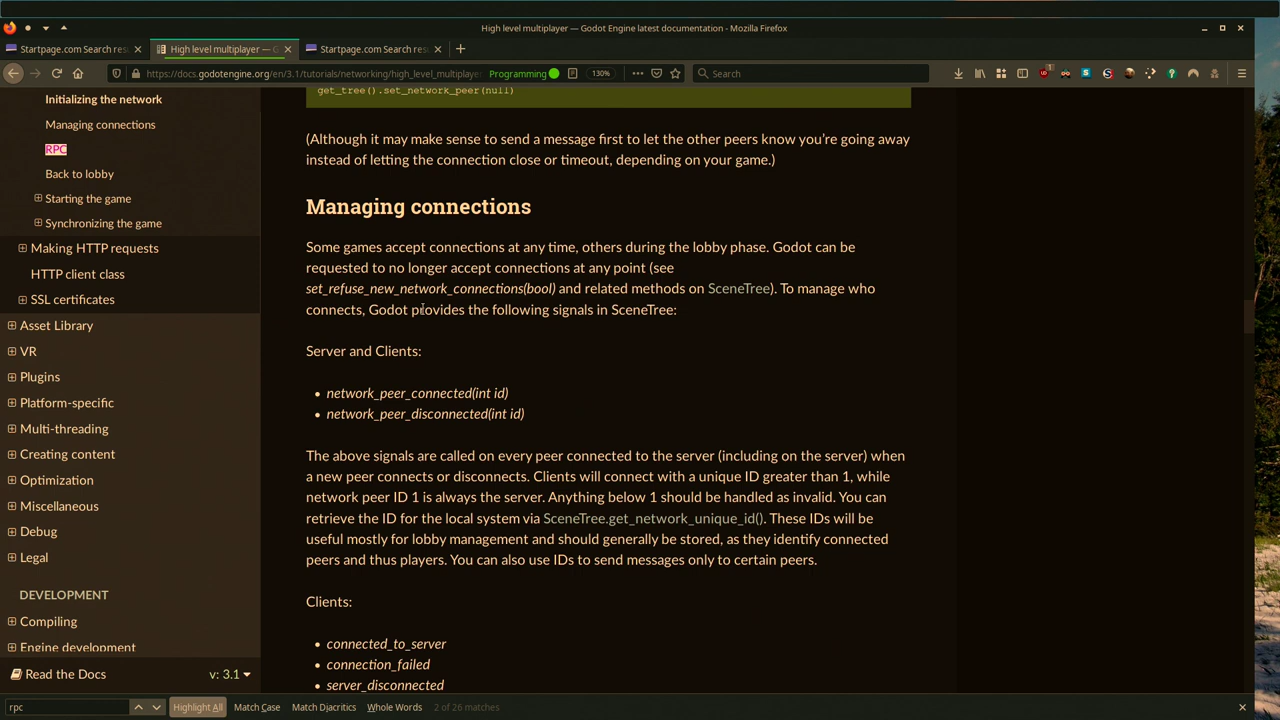 High level multiplayer — Godot Engine latest documentation - Mozilla Firefox
Startpage.com Search res
High level multiplayer — G
Startpage.com Search res
https://docs.godotengine.org/en/3.1/tutorials/networking/high_level_multiplaye
Programming
130%
Search
1
Initializing the network
Managing connections
RPC
Back to lobby
Starting the game
Synchronizing the game
Making HTTP requests
HTTP client class
SSL certificates
Asset Library
VR
Plugins
Platform-specific
Multi-threading
Creating content
Optimization
Miscellaneous
Debug
Legal
DEVELOPMENT
Compiling
Engine development
Read the Docs
v: 3.1
get_tree().set_network_peer(null)
(Although it may make sense to send a message first to let the other peers know you're going away
instead of letting the connection close or timeout, depending on your game.)
Managing connections
Some games accept connections at any time, others during the lobby phase. Godot can be
requested to no longer accept connections at any point (see
set_refuse_new_network_connections(bool) and related methods on SceneTree). To manage who
connects, Godot provides the following signals in SceneTree:
Server and Clients:
• network_peer_connected(int id)
• network_peer_disconnected(int id)
The above signals are called on every peer connected to the server (including on the server) when
a new peer connects or disconnects. Clients will connect with a unique ID greater than 1, while
network peer ID 1 is always the server. Anything below 1 should be handled as invalid. You can
retrieve the ID for the local system via SceneTree.get_network_unique_id(). These IDs will be
useful mostly for lobby management and should generally be stored, as they identify connected
peers and thus players. You can also use IDs to send messages only to certain peers.
Clients:
• connected_to_server
• connection_failed
• server_disconnected
rpc
Highlight All
Match Case
Match Diacritics
Whole Words
2 of 26 matches